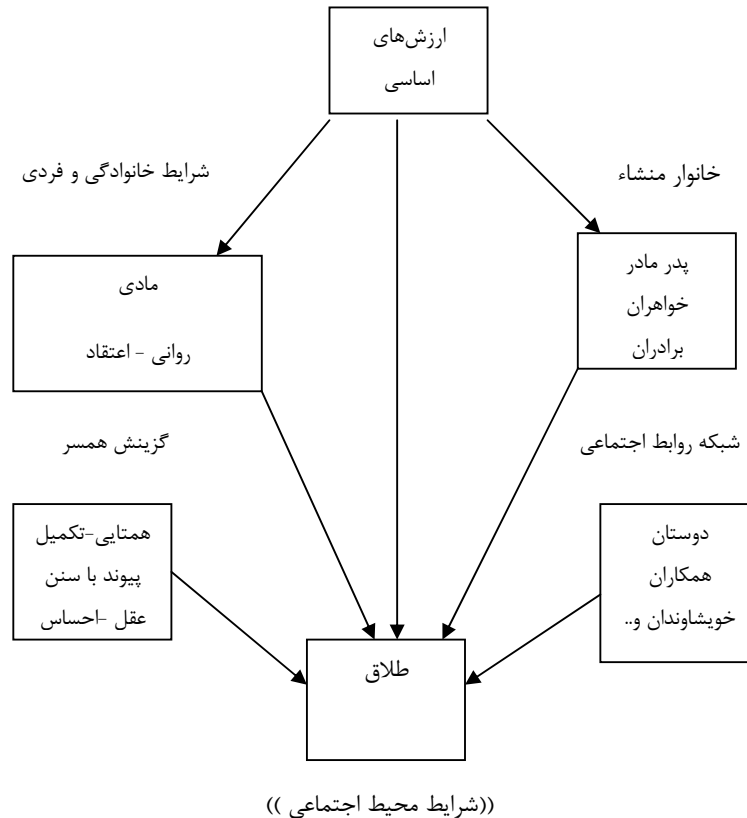 ارزش‌های
اساسی
خانوار منشاء
شرایط خانوادگی و فردی
پدر مادر
خواهران
برادران
مادی
روانی - اعتقاد
شبکه روابط اجتماعی
گزینش همسر
دوستان
همکاران
خویشاوندان و..
همتایی-تکمیل
پیوند با سنن
عقل -احساس
طلاق
((شرایط محیط اجتماعی ))